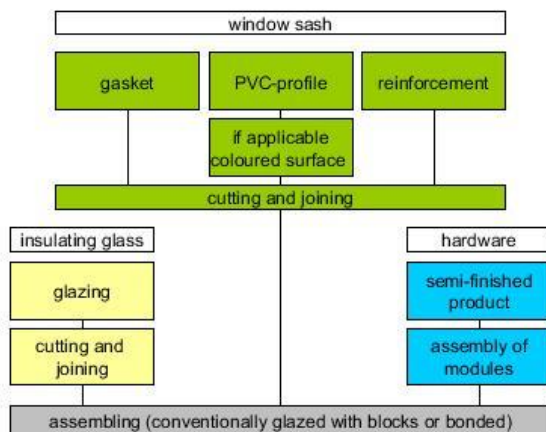 window sash
gasket
PVC-profile
reinforcement
if applicable
coloured surface
cutting and joining
insulating glass
hardware
glazing
semi-finished
product
cutting and
joining
assembly of
modules
assembling (conventionally glazed with blocks or bonded)